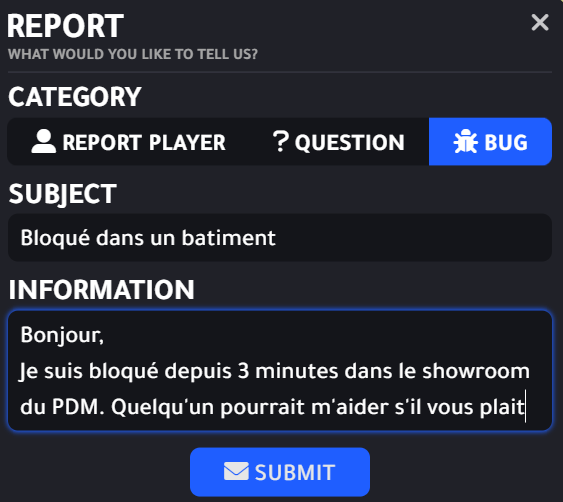 REPORT
WHAT WOULD YOU LIKE TO TELL US?
CATEGORY
REPORT PLAYER ? QUESTION BUG
SUBJECT
Bloqué dans un batiment
INFORMATION
Bonjour,
Je suis bloqué depuis 3 minutes dans le showroom
du PDM. Quelqu'un pourrait m'aider s'il vous plait
SUBMIT